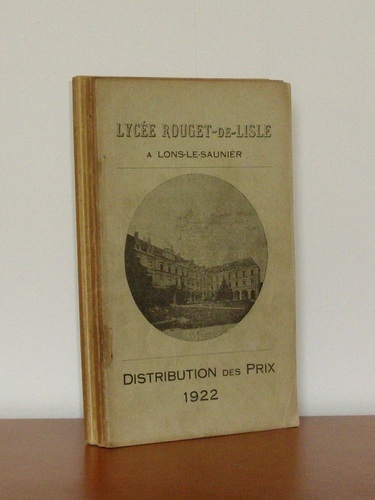 LYCÉE ROUGET-DE-LISLE
A LONS-LE-SAUNIER
DISTRIBUTION DES PRIX
1922